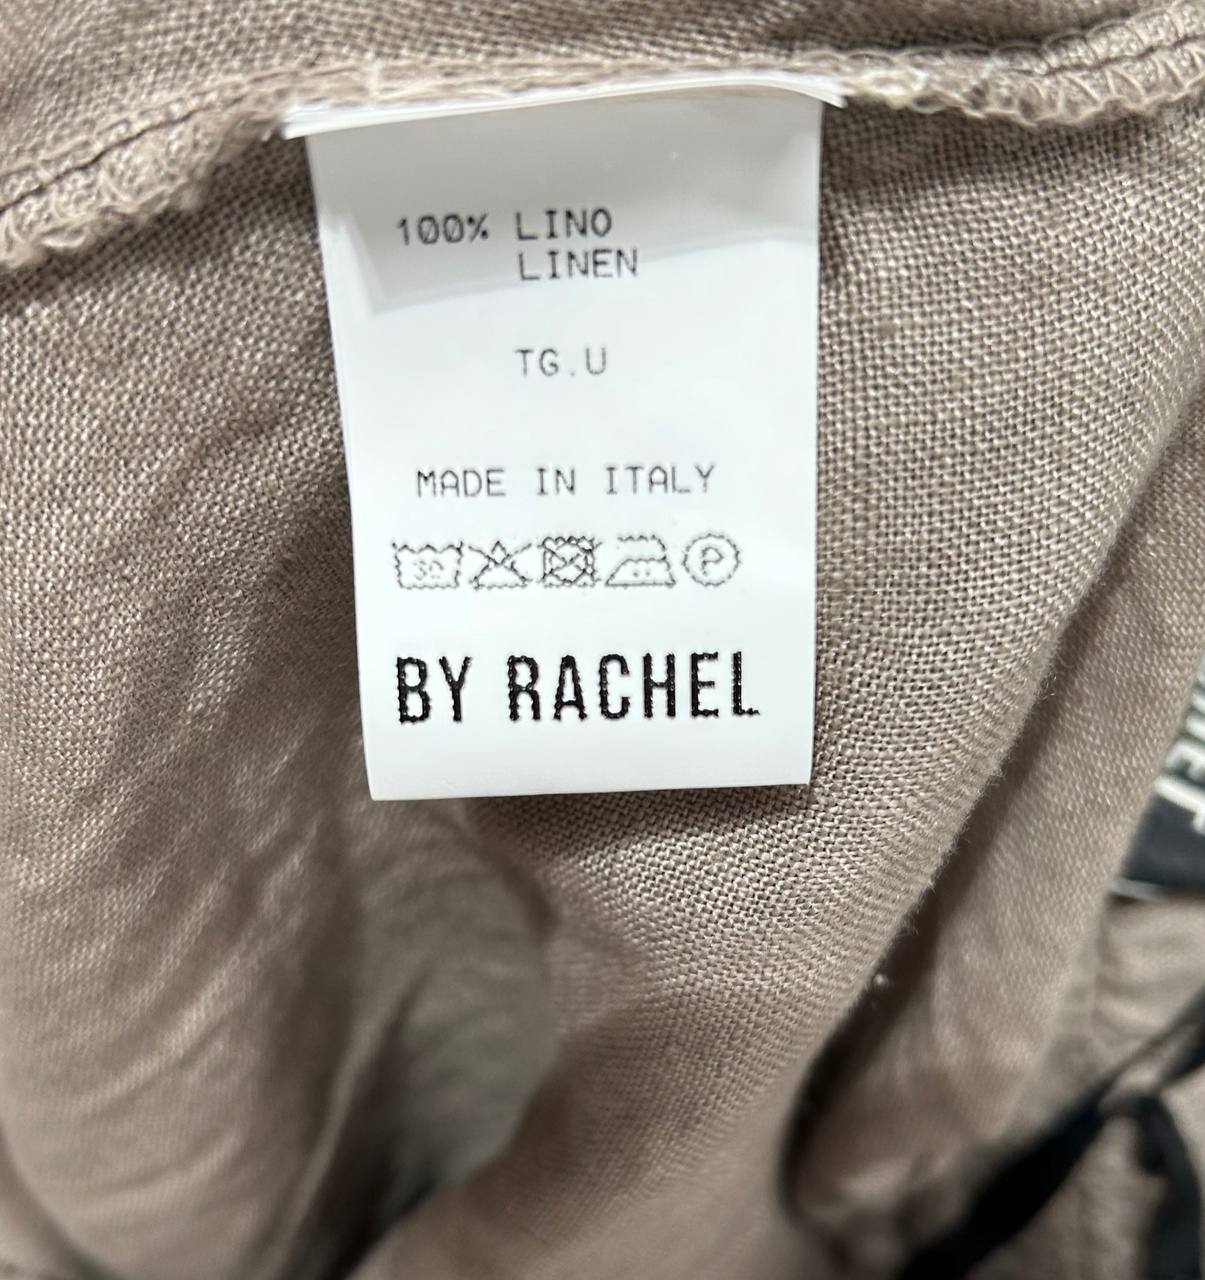 100% LINO
LINEN
TG.U
MADE IN ITALY
30
P
BY RACHEL